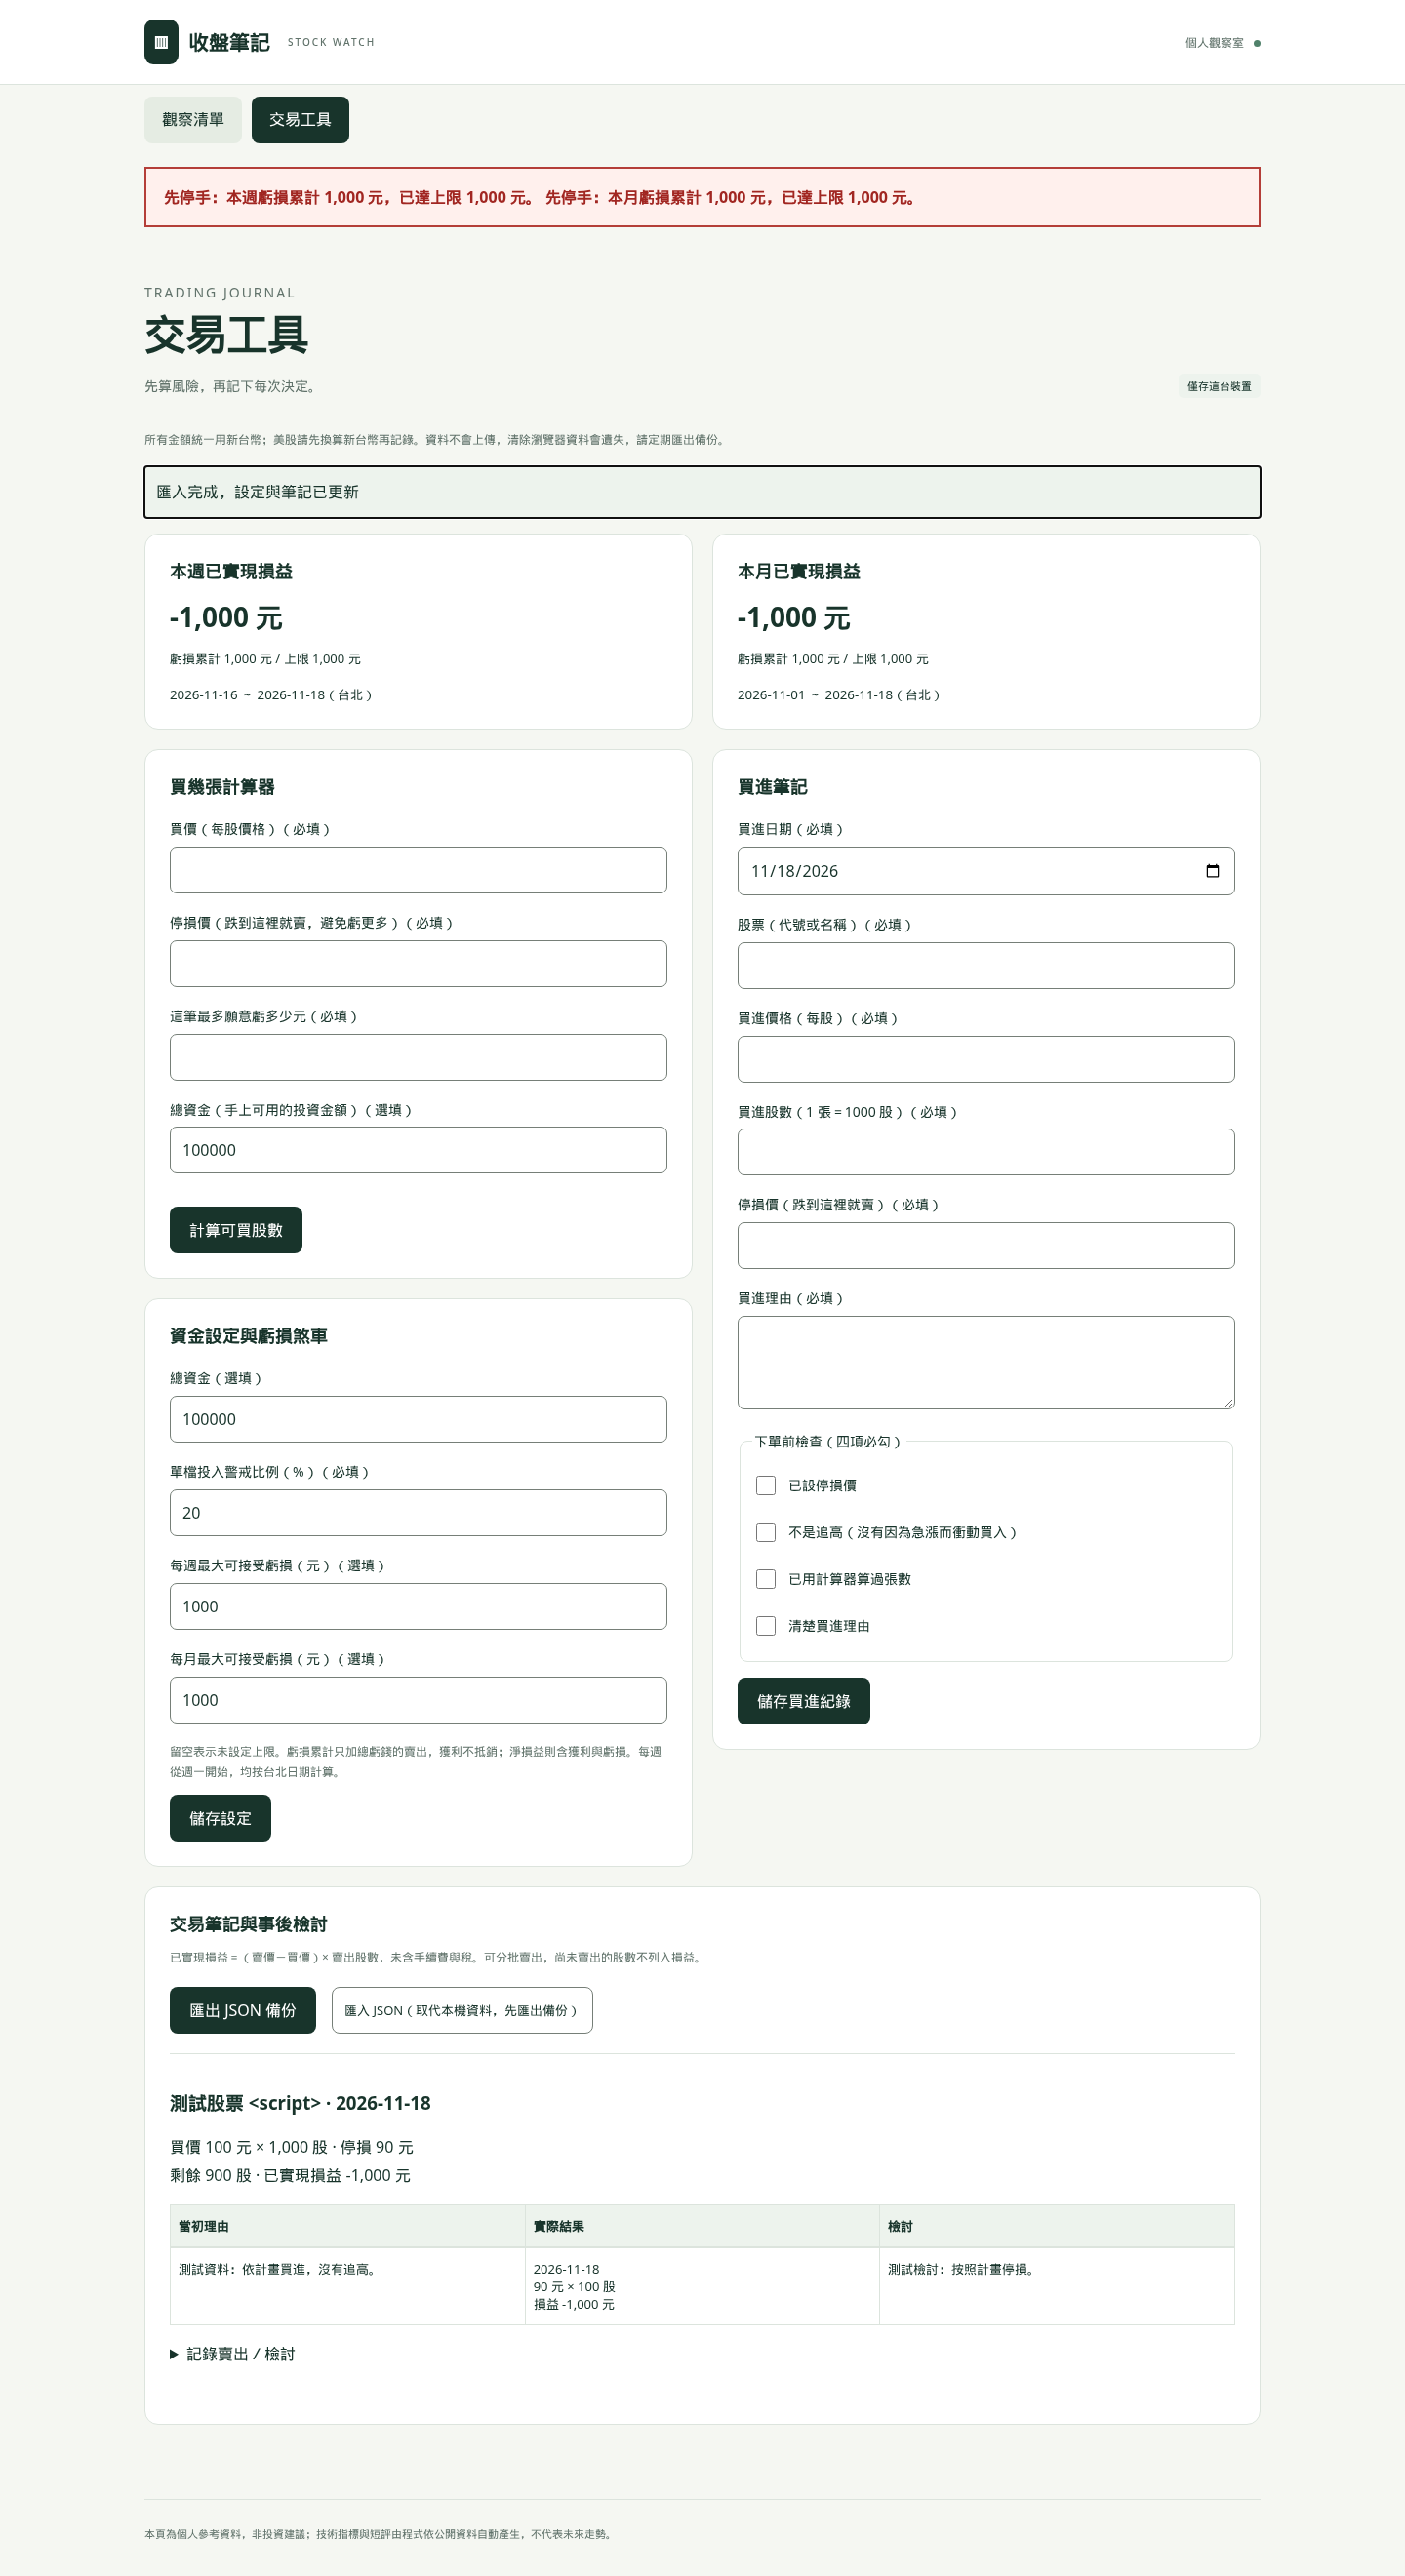 收盤筆記 STOCK WATCH
個人觀察室
觀察清單 交易工具
先停手：本週虧損累計 1,000 元，已達上限 1,000 元。 先停手：本月虧損累計 1,000 元，已達上限 1,000 元。
TRADING JOURNAL
交易工具
先算風險，再記下每次決定。
僅存這台裝置
所有金額統一用新台幣；美股請先換算新台幣再記錄。資料不會上傳，清除瀏覽器資料會遺失，請定期匯出備份。
匯入完成，設定與筆記已更新
本週已實現損益
-1,000 元
虧損累計 1,000 元 / 上限 1,000 元
2026-11-16 ~ 2026-11-18（台北）
本月已實現損益
-1,000 元
虧損累計 1,000 元 / 上限 1,000 元
2026-11-01 ~ 2026-11-18（台北）
買幾張計算器
買價（每股價格）（必填）
停損價（跌到這裡就賣，避免虧更多）（必填）
這筆最多願意虧多少元（必填）
總資金（手上可用的投資金額）（選填）
100000
計算可買股數
資金設定與虧損煞車
總資金（選填）
100000
單檔投入警戒比例（%）（必填）
20
每週最大可接受虧損（元）（選填）
1000
每月最大可接受虧損（元）（選填）
1000
留空表示未設定上限。虧損累計只加總虧錢的賣出，獲利不抵銷；淨損益則含獲利與虧損。每週
從週一開始，均按台北日期計算。
儲存設定
買進筆記
買進日期（必填）
11/18/2026
股票（代號或名稱）（必填）
買進價格（每股）（必填）
買進股數（1 張 = 1000 股）（必填）
停損價（跌到這裡就賣）（必填）
買進理由（必填）
下單前檢查（四項必勾）
已設停損價
不是追高（沒有因為急漲而衝動買入）
已用計算器算過張數
清楚買進理由
儲存買進紀錄
交易筆記與事後檢討
已實現損益 = （賣價－買價）× 賣出股數，未含手續費與稅。可分批賣出，尚未賣出的股數不列入損益。
匯出 JSON 備份
匯入 JSON（取代本機資料，先匯出備份）
測試股票 <script> · 2026-11-18
買價 100 元 × 1,000 股 · 停損 90 元
剩餘 900 股 · 已實現損益 -1,000 元
當初理由 實際結果 檢討
測試資料：依計畫買進，沒有追高。
2026-11-18
90 元 × 100 股
損益 -1,000 元
測試檢討：按照計畫停損。
記錄賣出 / 檢討
本頁為個人參考資料，非投資建議；技術指標與短評由程式依公開資料自動產生，不代表未來走勢。